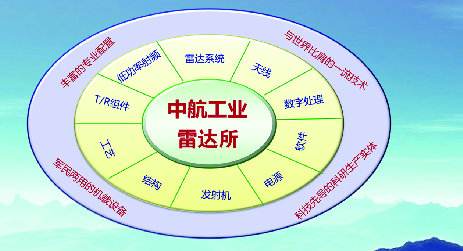 丰富的专业配置
与世界比肩的一流技术
低功率射频
雷达系统
天线
T/R组件
数字处理
中航工业
雷达所
工艺
软件
结构
发射机
电源
军民两用的机载设备
科技先导的科研生产实体